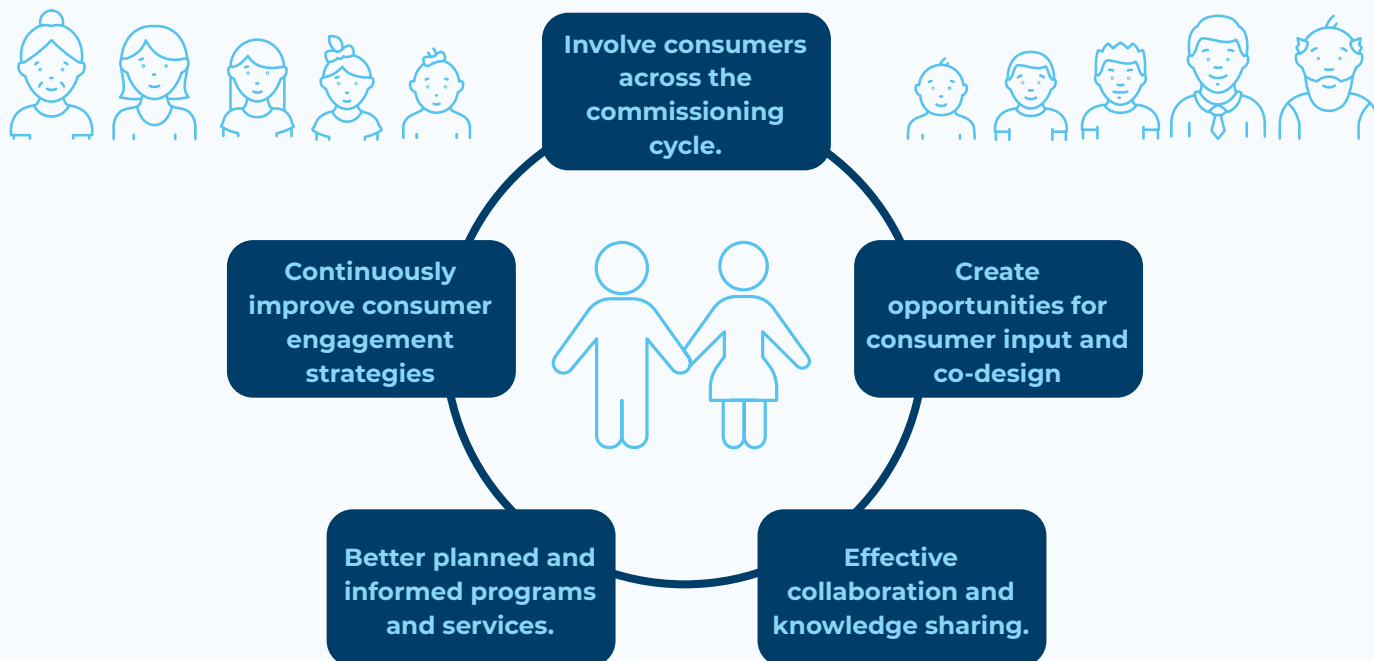 Involve consumers
across the
commissioning
cycle.
Create
opportunities for
consumer input and
co-design
Effective
collaboration and
knowledge sharing.
Better planned and
informed programs
and services.
Continuously
improve consumer
engagement
strategies